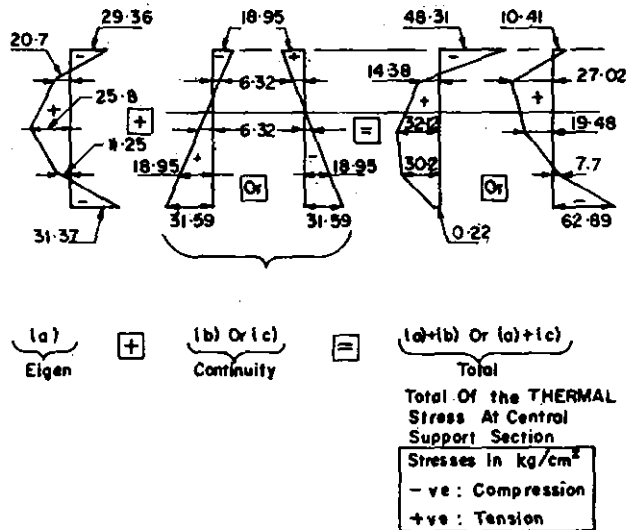 29·36 18·95 48·31 10·41
20·7 - - + - -
14·38 27·02
6·32
25·8 + + + +
6·32 = 32·12 19·48
11·25 18·95 + - 18·95 30·2 7·7
Or Or
- 31·59 31·59 - 62·89
31·37 0·22
(a) + (b) Or (c) = (a)+(b) Or (a)+(c)
Eigen Continuity Total
Total Of the THERMAL
Stress At Central
Support Section
Stresses In kg/cm²
- ve : Compression
+ve : Tension